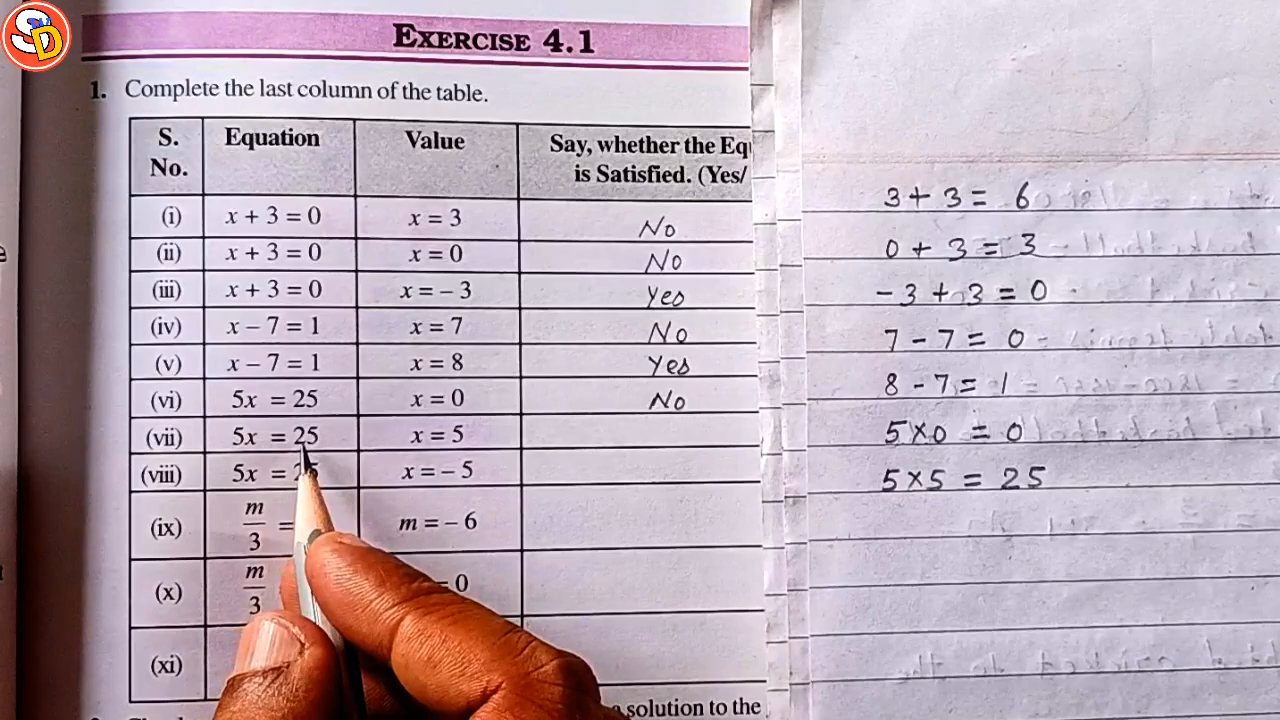 SD
EXERCISE 4.1
1. Complete the last column of the table.
S. No. Equation Value Say, whether the Equ
is Satisfied. (Yes/
(i) x + 3 = 0 x = 3 No
(ii) x + 3 = 0 x = 0 No
(iii) x + 3 = 0 x = – 3 Yes
(iv) x – 7 = 1 x = 7 No
(v) x – 7 = 1 x = 8 Yes
(vi) 5x = 25 x = 0 No
(vii) 5x = 25 x = 5
(viii) 5x = 25 x = – 5
(ix) m/3 = m = – 6
(x) m/3 = 0
(xi)
solution to the
3 + 3 = 6
0 + 3 = 3
-3 + 3 = 0
7 - 7 = 0
8 - 7 = 1
5×0 = 0
5×5 = 25